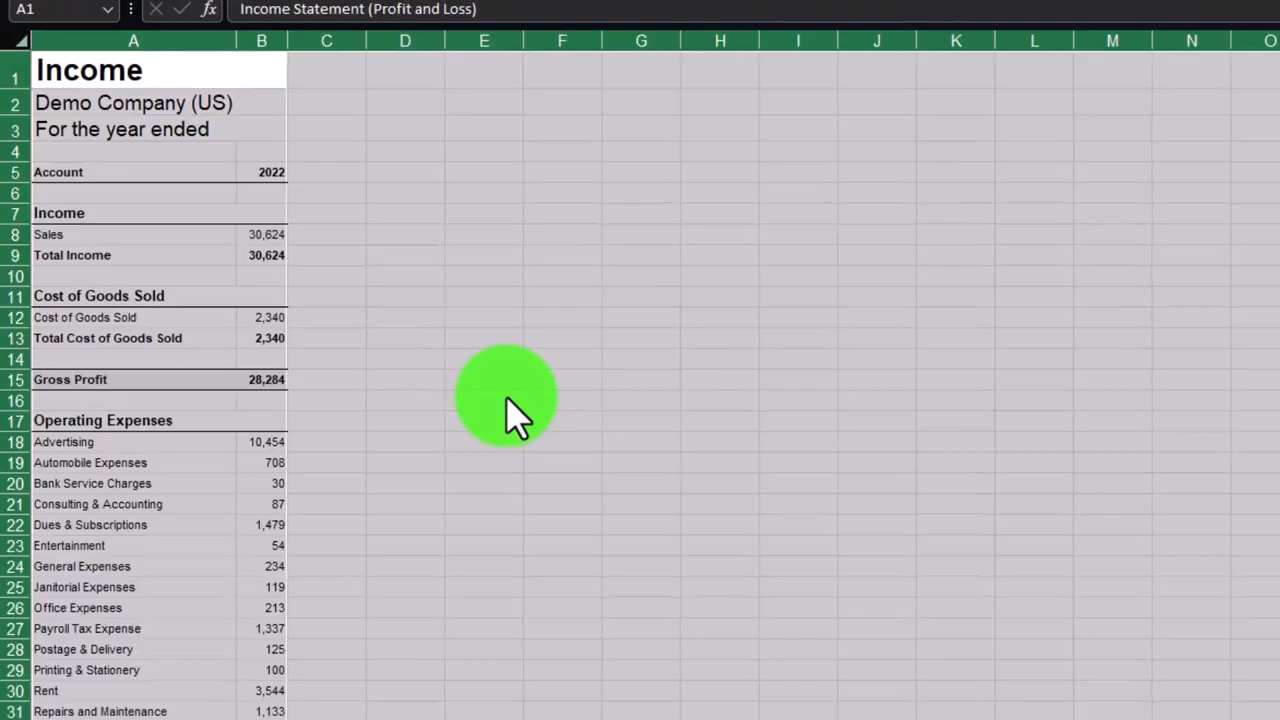 A1 fx Income Statement (Profit and Loss)
A B C D E F G H I J K L M N O
1 Income
2 Demo Company (US)
3 For the year ended
4
5 Account 2022
6
7 Income
8 Sales 30,624
9 Total Income 30,624
10
11 Cost of Goods Sold
12 Cost of Goods Sold 2,340
13 Total Cost of Goods Sold 2,340
14
15 Gross Profit 28,284
16
17 Operating Expenses
18 Advertising 10,454
19 Automobile Expenses 708
20 Bank Service Charges 30
21 Consulting & Accounting 87
22 Dues & Subscriptions 1,479
23 Entertainment 54
24 General Expenses 234
25 Janitorial Expenses 119
26 Office Expenses 213
27 Payroll Tax Expense 1,337
28 Postage & Delivery 125
29 Printing & Stationery 100
30 Rent 3,544
31 Repairs and Maintenance 1,133